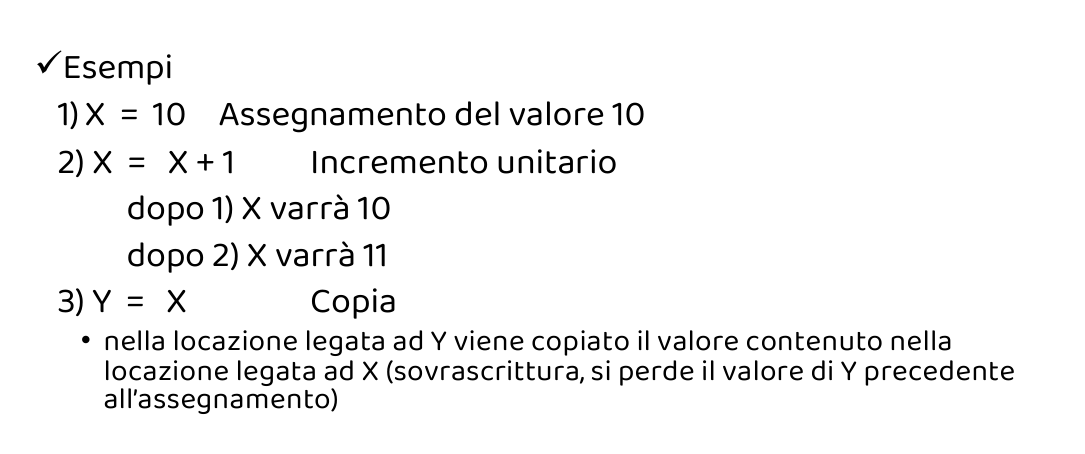 ✓Esempi
1) X = 10 Assegnamento del valore 10
2) X = X + 1 Incremento unitario
dopo 1) X varrà 10
dopo 2) X varrà 11
3) Y = X Copia
• nella locazione legata ad Y viene copiato il valore contenuto nella
locazione legata ad X (sovrascrittura, si perde il valore di Y precedente
all'assegnamento)